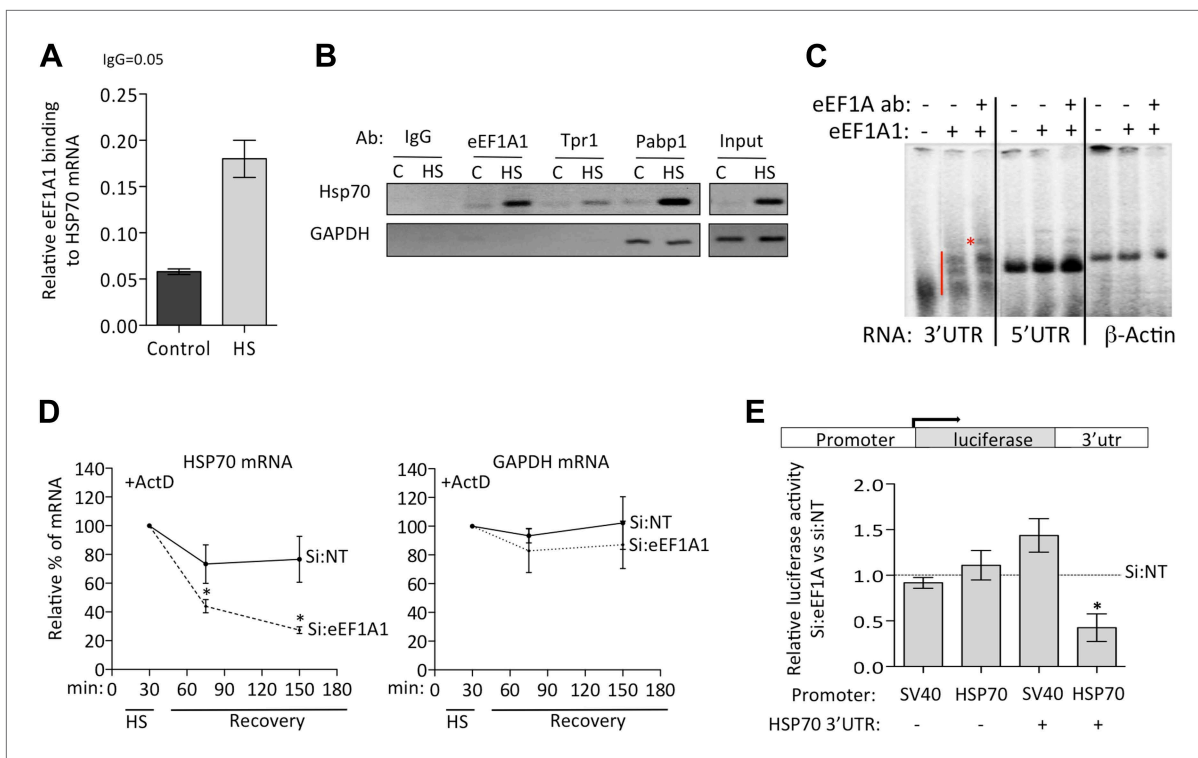 A
IgG=0.05
Relative eEF1A1 binding
to HSP70 mRNA
0.25
0.20
0.15
0.10
0.05
0.00
Control HS
B
Ab: IgG eEF1A1 Tpr1 Pabp1 Input
C HS C HS C HS C HS C HS
Hsp70
GAPDH
C
eEF1A ab: - - + - - + - - +
eEF1A1: - + + - + + - + +
*
RNA: 3'UTR 5'UTR β-Actin
D
HSP70 mRNA
+ActD
Relative % of mRNA
140
120
100
80
60
40
20
0
Si:NT
*
*
Si:eEF1A1
min: 0 30 60 90 120 150 180
HS Recovery
GAPDH mRNA
+ActD
140
120
100
80
60
40
20
0
Si:NT
Si:eEF1A1
min: 0 30 60 90 120 150 180
HS Recovery
E
Promoter luciferase 3'utr
Relative luciferase activity
Si:eEF1A vs si:NT
2.0
1.5
1.0
0.5
0.0
Si:NT
*
Promoter: SV40 HSP70 SV40 HSP70
HSP70 3'UTR: - - + +